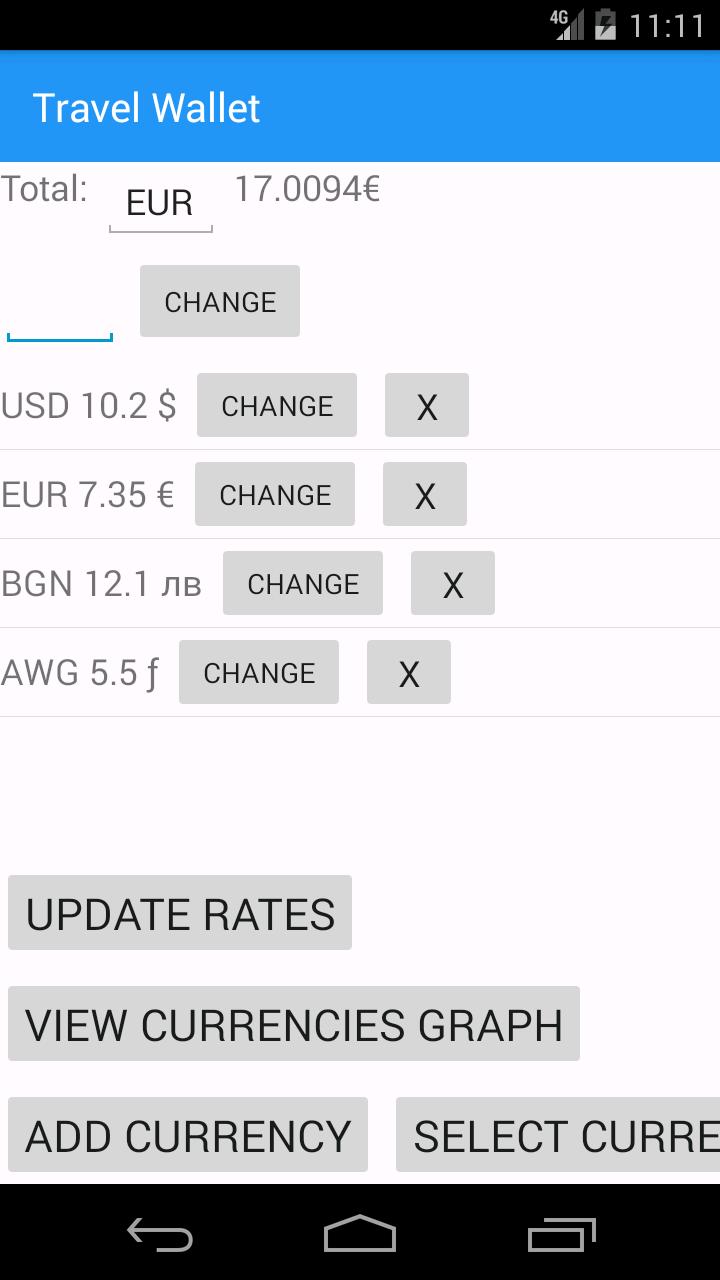 4G 11:11
Travel Wallet
Total: EUR 17.0094€
CHANGE
USD 10.2 $ CHANGE X
EUR 7.35 € CHANGE X
BGN 12.1 лв CHANGE X
AWG 5.5 ƒ CHANGE X
UPDATE RATES
VIEW CURRENCIES GRAPH
ADD CURRENCY SELECT CURRE